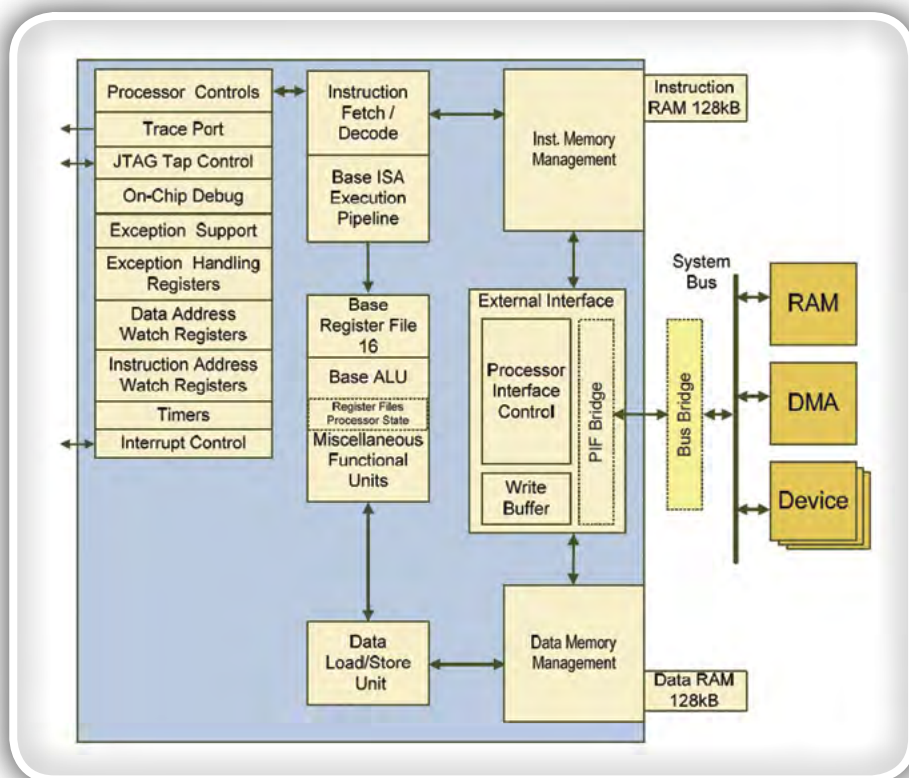 Processor Controls
Trace Port
JTAG Tap Control
On-Chip Debug
Exception Support
Exception Handling
Registers
Data Address
Watch Registers
Instruction Address
Watch Registers
Timers
Interrupt Control
Instruction
Fetch /
Decode
Base ISA
Execution
Pipeline
Base
Register File
16
Base ALU
Register Files
Processor State
Miscellaneous
Functional
Units
Data
Load/Store
Unit
Inst. Memory
Management
Instruction
RAM 128kB
External Interface
Processor
Interface
Control
Write
Buffer
PIF Bridge
Data Memory
Management
Data RAM
128kB
Bus Bridge
System
Bus
RAM
DMA
Device